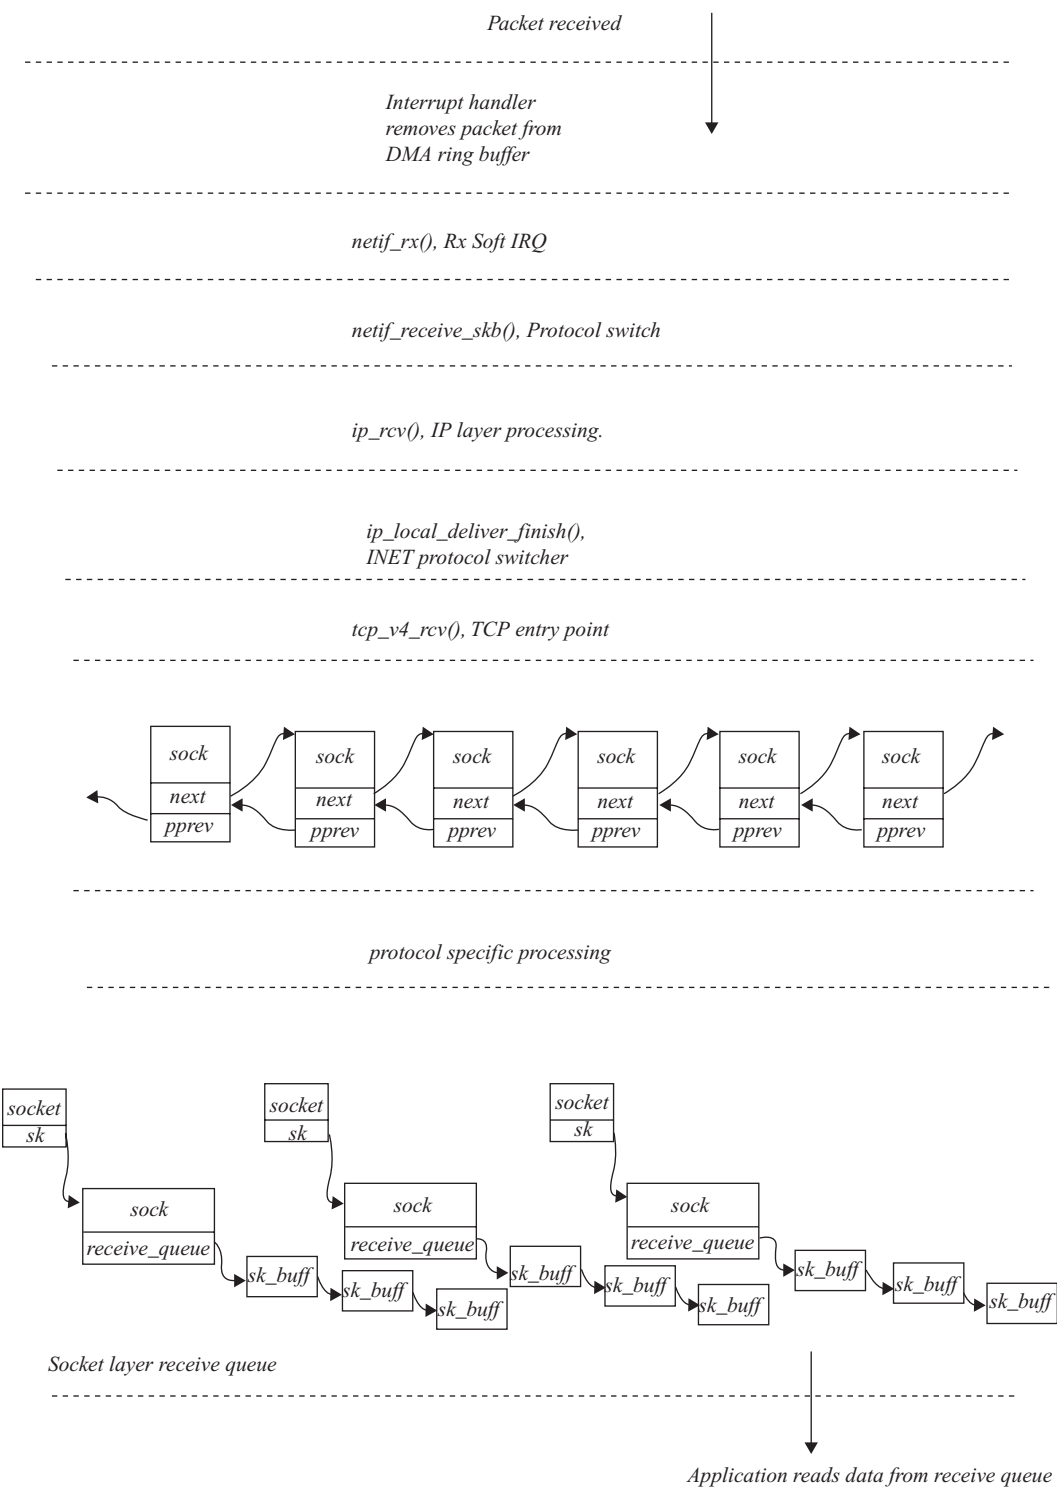 Packet received
Interrupt handler
removes packet from
DMA ring buffer
netif_rx(), Rx Soft IRQ
netif_receive_skb(), Protocol switch
ip_rcv(), IP layer processing.
ip_local_deliver_finish(),
INET protocol switcher
tcp_v4_rcv(), TCP entry point
sock sock sock sock sock sock
next next next next next next
pprev pprev pprev pprev pprev pprev
protocol specific processing
socket socket socket
sk sk sk
sock sock sock
receive_queue receive_queue receive_queue
sk_buff sk_buff sk_buff
sk_buff sk_buff sk_buff
sk_buff sk_buff sk_buff
Socket layer receive queue
Application reads data from receive queue